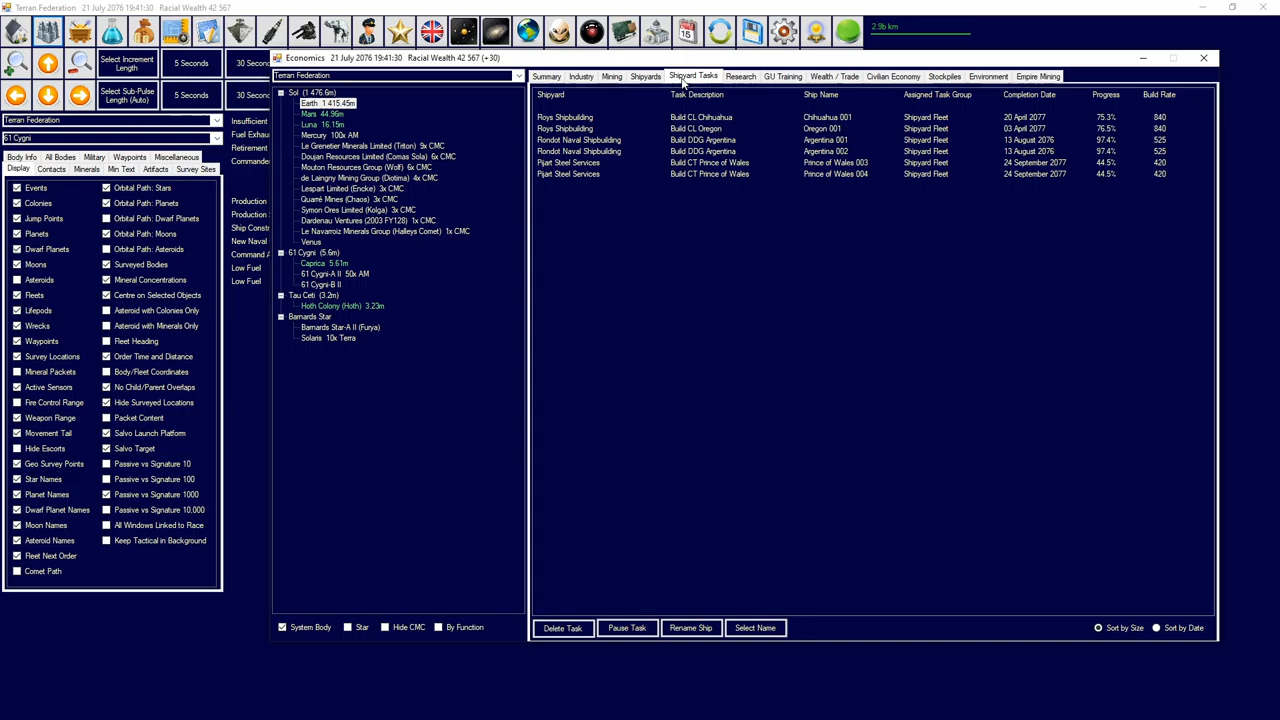 Terran Federation 21 July 2076 19:41:30 Racial Wealth 42 567
2.9b km
Select Increment Length 5 Seconds 30 Second
Select Sub-Pulse Length (Auto) 5 Seconds 30 Second
Terran Federation
61 Cygni
Body Info All Bodies Military Waypoints Miscellaneous
Display Contacts Minerals Min Text Artifacts Survey Sites
Events Orbital Path: Stars
Colonies Orbital Path: Planets
Jump Points Orbital Path: Dwarf Planets
Planets Orbital Path: Moons
Dwarf Planets Orbital Path: Asteroids
Moons Surveyed Bodies
Asteroids Mineral Concentrations
Fleets Centre on Selected Objects
Lifepods Asteroid with Colonies Only
Wrecks Asteroid with Minerals Only
Waypoints Fleet Heading
Survey Locations Order Time and Distance
Mineral Packets Body/Fleet Coordinates
Active Sensors No Child/Parent Overlaps
Fire Control Range Hide Surveyed Locations
Weapon Range Packet Content
Movement Tail Salvo Launch Platform
Hide Escorts Salvo Target
Geo Survey Points Passive vs Signature 10
Star Names Passive vs Signature 100
Planet Names Passive vs Signature 1000
Dwarf Planet Names Passive vs Signature 10,000
Moon Names All Windows Linked to Race
Asteroid Names Keep Tactical in Background
Fleet Next Order
Comet Path
Insufficient
Fuel Exhau
Retirement
Commande
Production
Production
Ship Constr
New Naval
Command A
Low Fuel
Low Fuel
Economics 21 July 2076 19:41:30 Racial Wealth 42 567 (+30)
Terran Federation
Sol (1 476.6m)
Earth 1 415.45m
Mars 44.96m
Luna 16.15m
Mercury 100x AM
Le Grenetier Minerals Limited (Triton) 9x CMC
Doujan Resources Limited (Comas Sola) 6x CMC
Mouton Resources Group (Wolf) 6x CMC
de Laingny Mining Group (Dotima) 4x CMC
Lespart Limited (Encke) 3x CMC
Quarré Mines (Chaos) 3x CMC
Symon Ores Limited (Kolga) 3x CMC
Dardenau Ventures (2003 FY128) 1x CMC
Le Navarroiz Minerals Group (Halleys Comet) 1x CMC
Venus
61 Cygni (5.6m)
Caprica 5.61m
61 Cygni-A II 50x AM
61 Cygni-B II
Tau Ceti (3.2m)
Hoth Colony (Hoth) 3.23m
Barnards Star
Barnards Star-A II (Furya)
Solaris 10x Terra
System Body Star Hide CMC By Function
Summary Industry Mining Shipyards Shipyard Tasks Research GU Training Wealth / Trade Civilian Economy Stockpiles Environment Empire Mining
Shipyard Task Description Ship Name Assigned Task Group Completion Date Progress Build Rate
Roys Shipbuilding Build CL Chihuahua Chihuahua 001 Shipyard Fleet 20 April 2077 75.3% 840
Roys Shipbuilding Build CL Oregon Oregon 001 Shipyard Fleet 03 April 2077 76.5% 840
Rondot Naval Shipbuilding Build DDG Argentina Argentina 001 Shipyard Fleet 13 August 2076 97.4% 525
Rondot Naval Shipbuilding Build DDG Argentina Argentina 002 Shipyard Fleet 13 August 2076 97.4% 525
Pijart Steel Services Build CT Prince of Wales Prince of Wales 003 Shipyard Fleet 24 September 2077 44.5% 420
Pijart Steel Services Build CT Prince of Wales Prince of Wales 004 Shipyard Fleet 24 September 2077 44.5% 420
Delete Task Pause Task Rename Ship Select Name Sort by Size Sort by Date